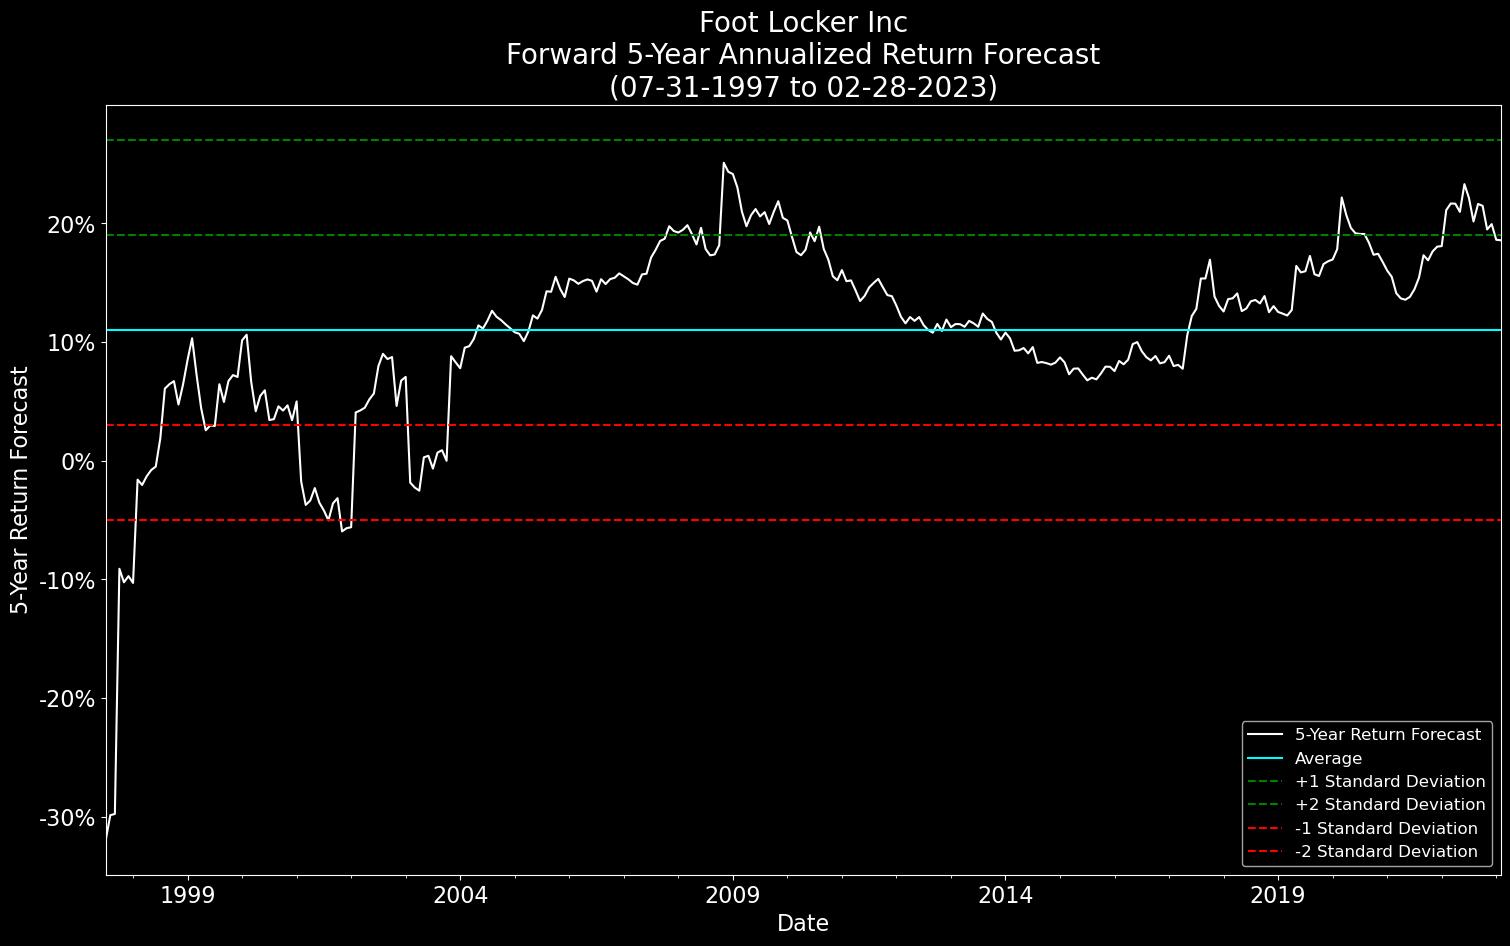 Foot Locker Inc
Forward 5-Year Annualized Return Forecast
(07-31-1997 to 02-28-2023)
5-Year Return Forecast
20%
10%
0%
-10%
-20%
-30%
5-Year Return Forecast
Average
+1 Standard Deviation
+2 Standard Deviation
-1 Standard Deviation
-2 Standard Deviation
1999 2004 2009 2014 2019
Date